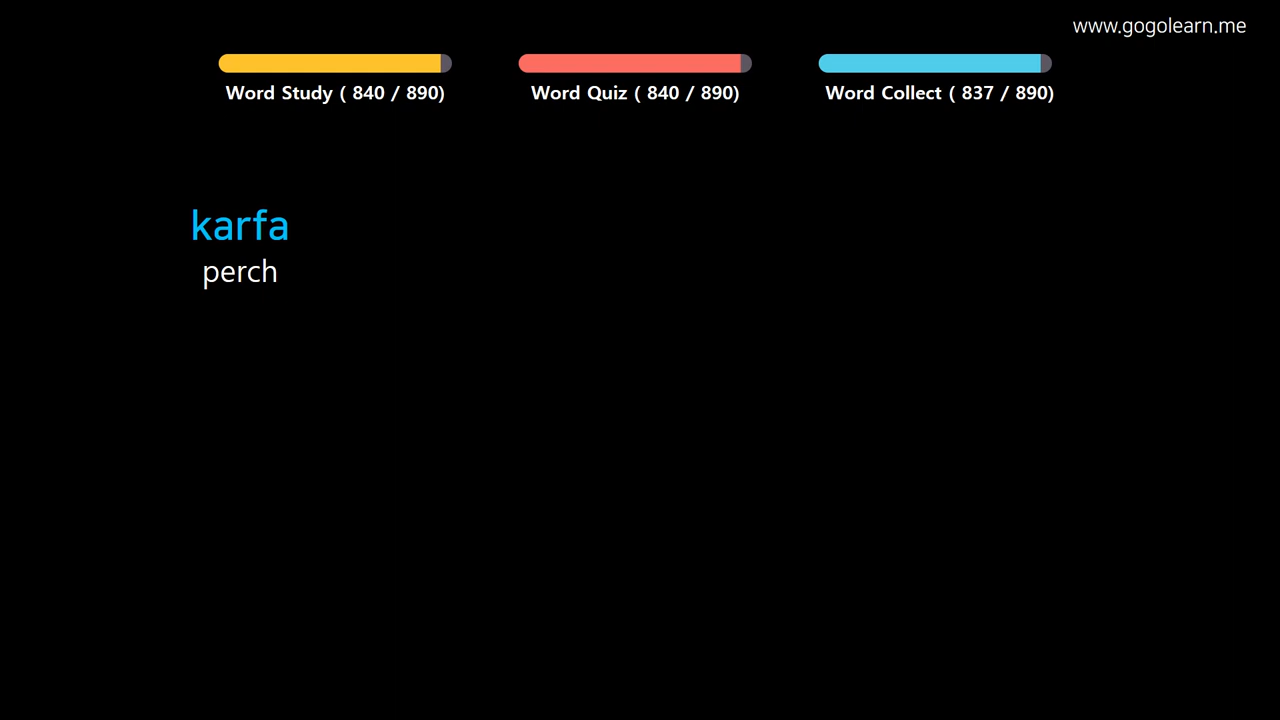 www.gogolearn.me
Word Study ( 840 / 890)
Word Quiz ( 840 / 890)
Word Collect ( 837 / 890)
karfa
perch